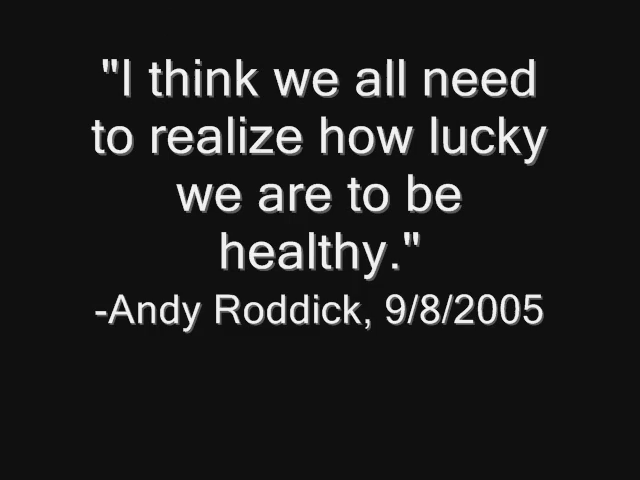 "I think we all need
to realize how lucky
we are to be
healthy."
-Andy Roddick, 9/8/2005